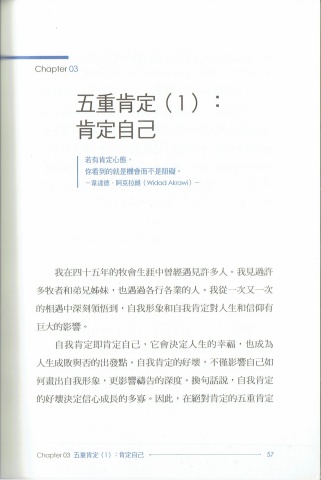 Chapter 03
五重肯定（1）：
肯定自己
若有肯定心態，
你看到的就是機會而不是阻礙。
－韋達德．阿克拉維（Widad Akrawi）－
我在四十五年的牧會生涯中曾經遇見許多人。我見過許
多牧者和弟兄姊妹，也遇過各行各業的人。我從一次又一次
的相遇中深刻領悟到，自我形象和自我肯定對人生和信仰有
巨大的影響。
自我肯定即肯定自己，它會決定人生的幸福，也成為
人生成敗與否的出發點。自我肯定的好壞，不僅影響自己如
何畫出自我形象，更影響禱告的深度。換句話說，自我肯定
的好壞決定信心成長的多寡。因此，在絕對肯定的五重肯定
Chapter 03 五重肯定（1）：肯定自己
57